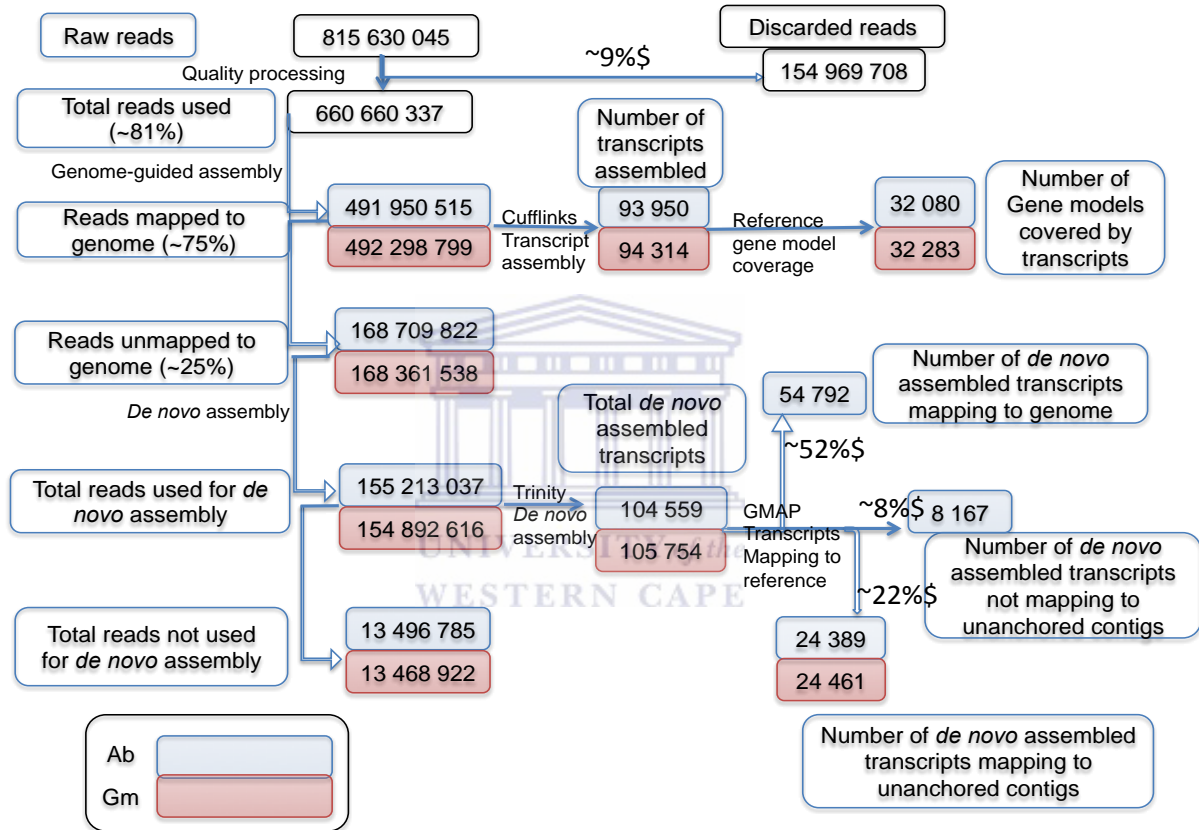 Raw reads
815 630 045
Discarded reads
~9%$
154 969 708
Quality processing
Total reads used
(~81%)
660 660 337
Number of
transcripts
assembled
Genome-guided assembly
Reads mapped to
genome (~75%)
491 950 515
492 298 799
Cufflinks
Transcript
assembly
93 950
94 314
Reference
gene model
coverage
32 080
32 283
Number of
Gene models
covered by
transcripts
Reads unmapped to
genome (~25%)
168 709 822
168 361 538
De novo assembly
Total de novo
assembled
transcripts
54 792
Number of de novo
assembled transcripts
mapping to genome
~52%$
Total reads used for de
novo assembly
155 213 037
154 892 616
Trinity
De novo
assembly
104 559
105 754
GMAP
Transcripts
Mapping to
reference
~8%$
8 167
Number of de novo
assembled transcripts
not mapping to
unanchored contigs
~22%$
24 389
24 461
Number of de novo assembled
transcripts mapping to
unanchored contigs
Total reads not used
for de novo assembly
13 496 785
13 468 922
Ab
Gm
UNIVERSITY of the
WESTERN CAPE